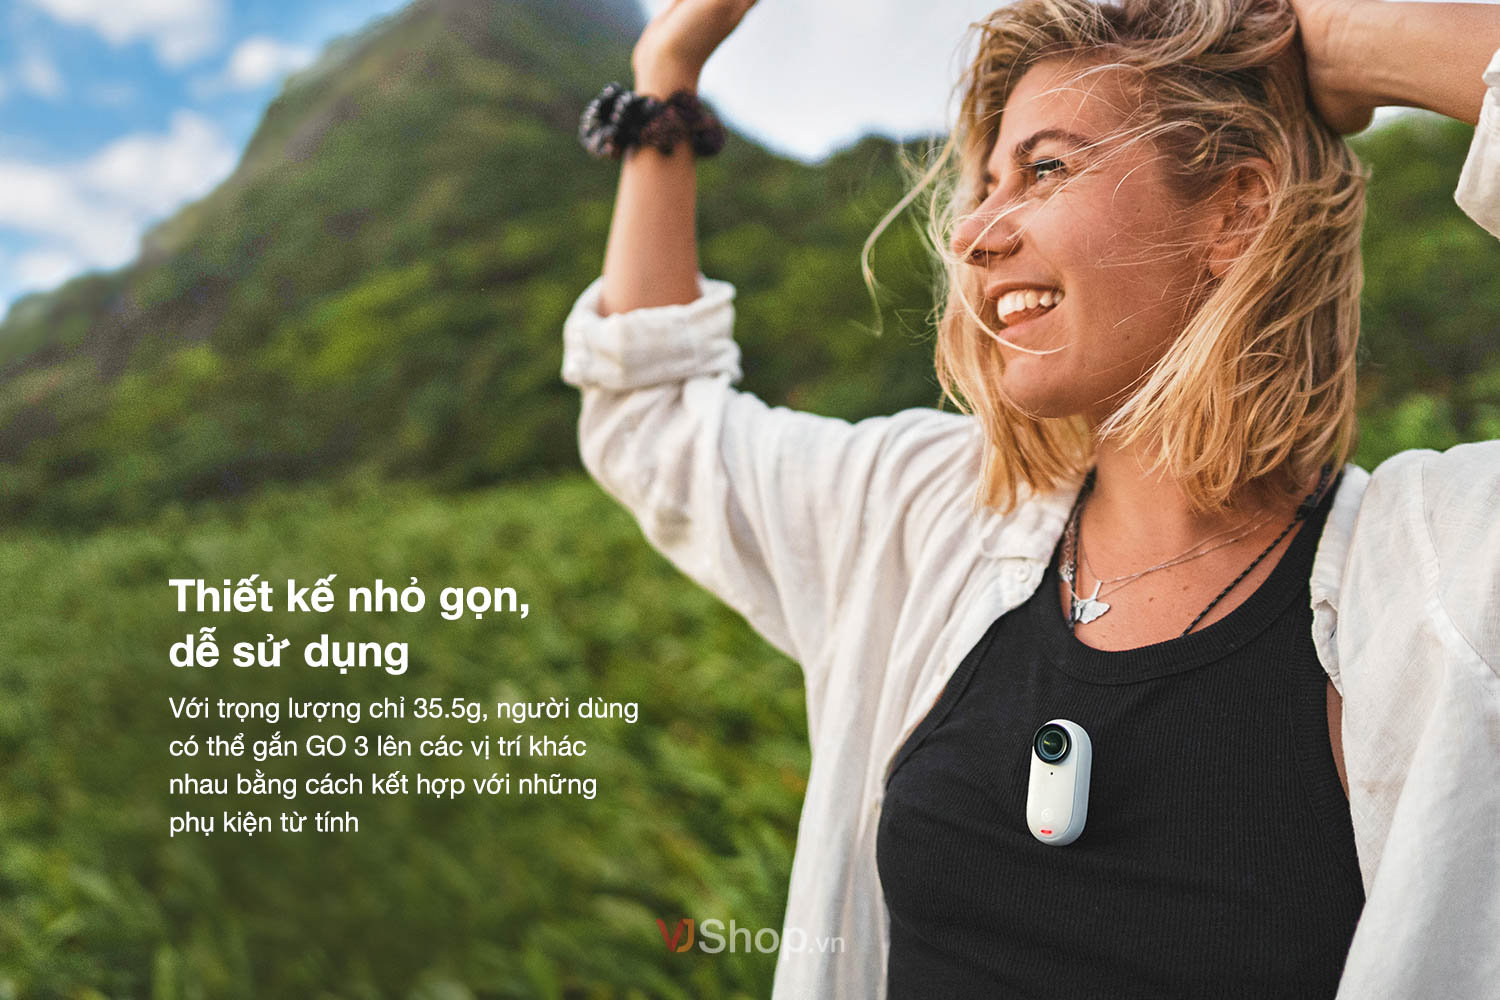 Thiết kế nhỏ gọn,
dễ sử dụng
Với trọng lượng chỉ 35.5g, người dùng
có thể gắn GO 3 lên các vị trí khác
nhau bằng cách kết hợp với những
phụ kiện từ tính
VJShop.vn